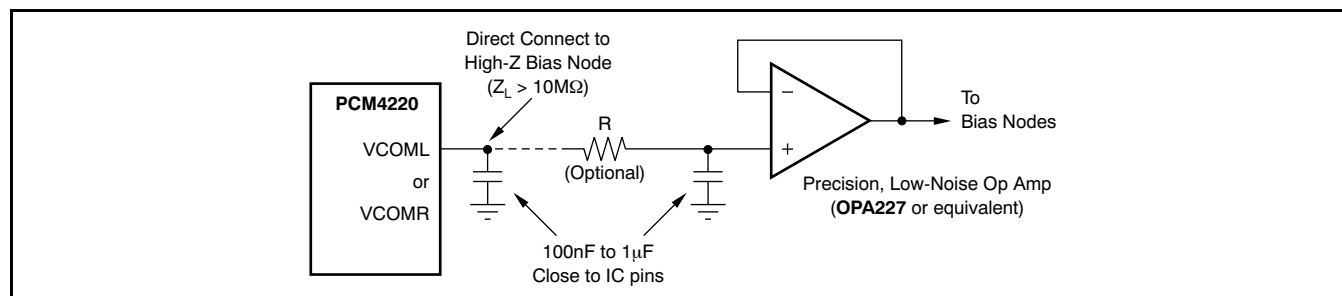 Direct Connect to
High-Z Bias Node
(ZL > 10MΩ)
PCM4220
VCOML
or
VCOMR
R
(Optional)
−
+
To
Bias Nodes
Precision, Low-Noise Op Amp
(OPA227 or equivalent)
100nF to 1μF
Close to IC pins